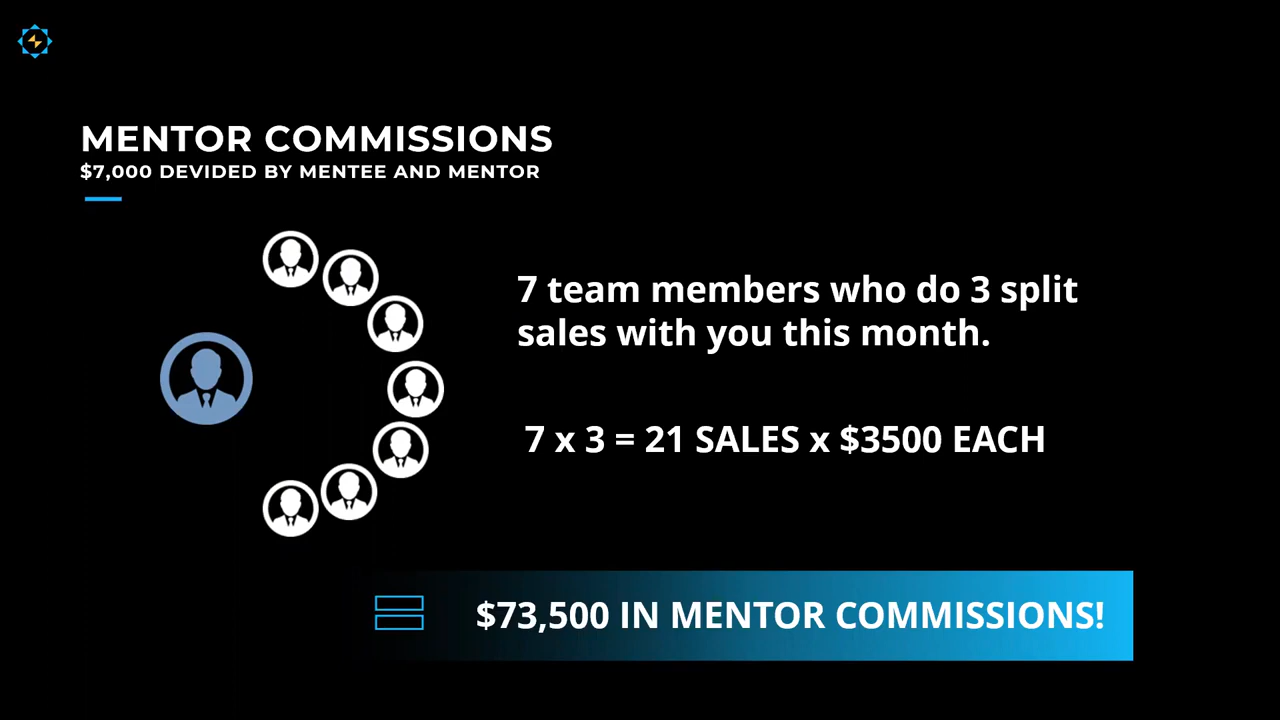 MENTOR COMMISSIONS
$7,000 DEVIDED BY MENTEE AND MENTOR
7 team members who do 3 split
sales with you this month.
7 x 3 = 21 SALES x $3500 EACH
$73,500 IN MENTOR COMMISSIONS!